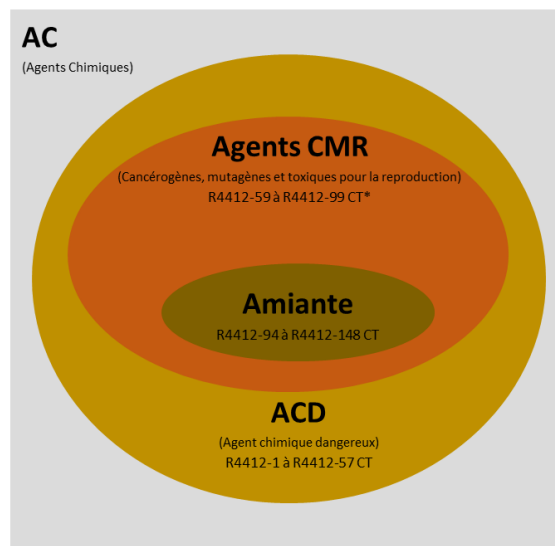 AC
(Agents Chimiques)
Agents CMR
(Cancérogènes, mutagènes et toxiques pour la reproduction)
R4412-59 à R4412-99 CT*
Amiante
R4412-94 à R4412-148 CT
ACD
(Agent chimique dangereux)
R4412-1 à R4412-57 CT